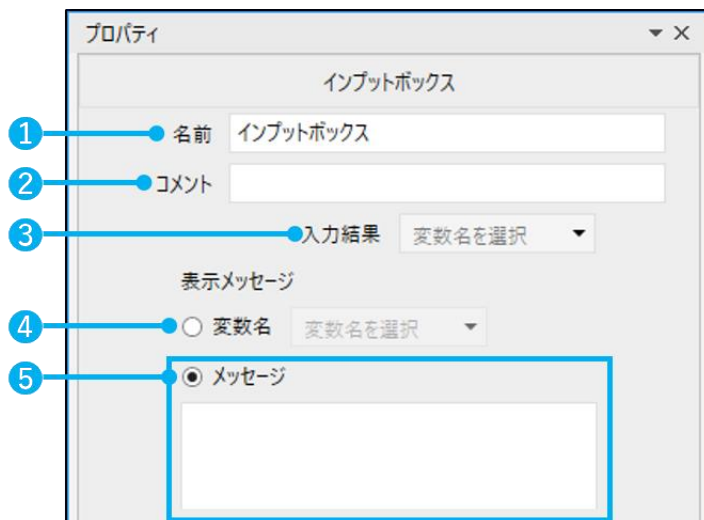 プロパティ
インプットボックス
1 名前 インプットボックス
2 コメント
3 入力結果 変数名を選択
表示メッセージ
4 変数名 変数名を選択
5 メッセージ